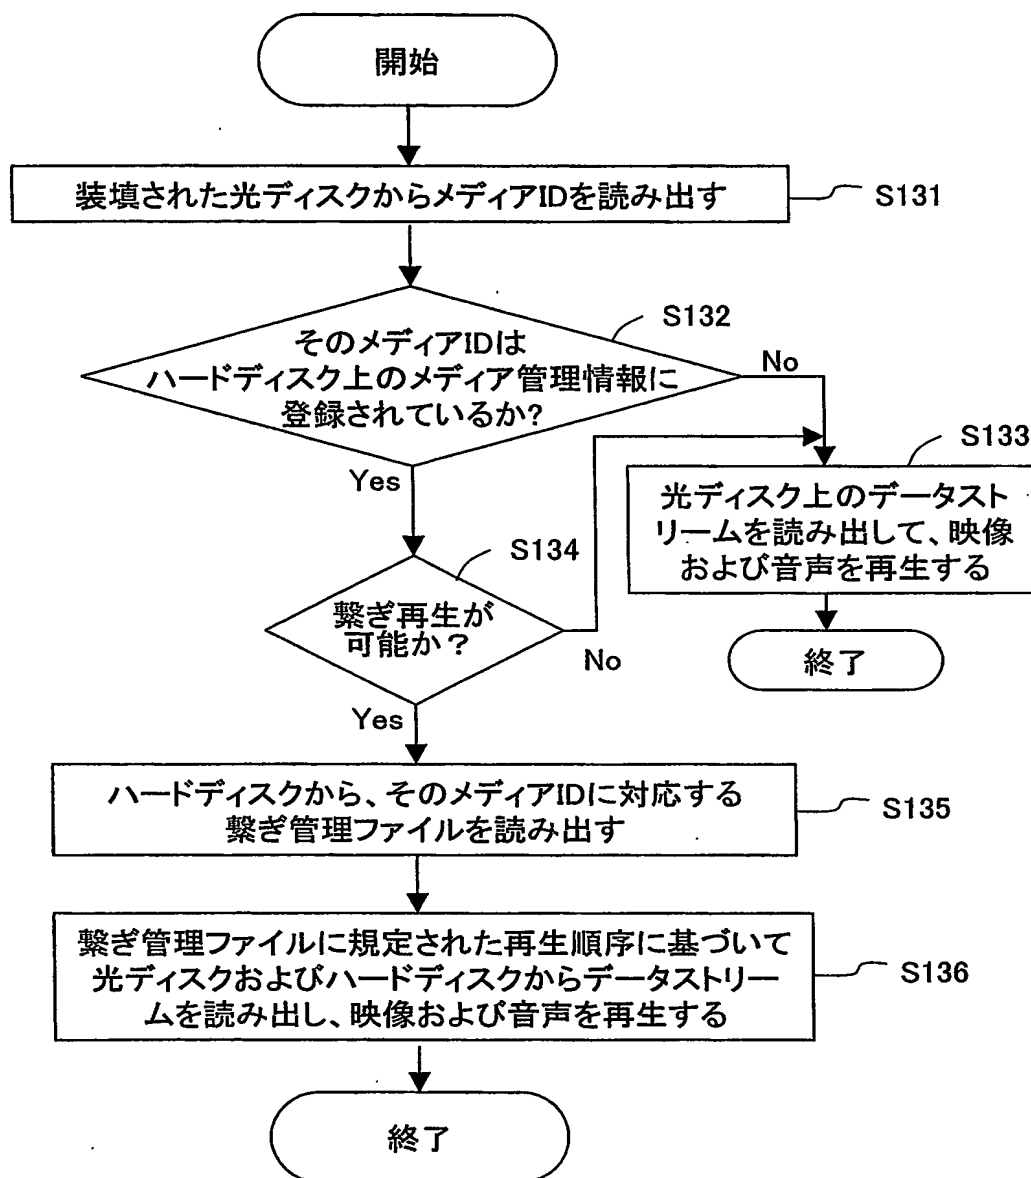 開始
装填された光ディスクからメディアIDを読み出す
S131
S132
そのメディアIDは
ハードディスク上のメディア管理情報に
登録されているか?
No
Yes
S133
光ディスク上のデータスト
リームを読み出して、映像
および音声を再生する
終了
S134
繋ぎ再生が
可能か？
No
Yes
ハードディスクから、そのメディアIDに対応する
繋ぎ管理ファイルを読み出す
S135
繋ぎ管理ファイルに規定された再生順序に基づいて
光ディスクおよびハードディスクからデータストリー
ムを読み出し、映像および音声を再生する
S136
終了